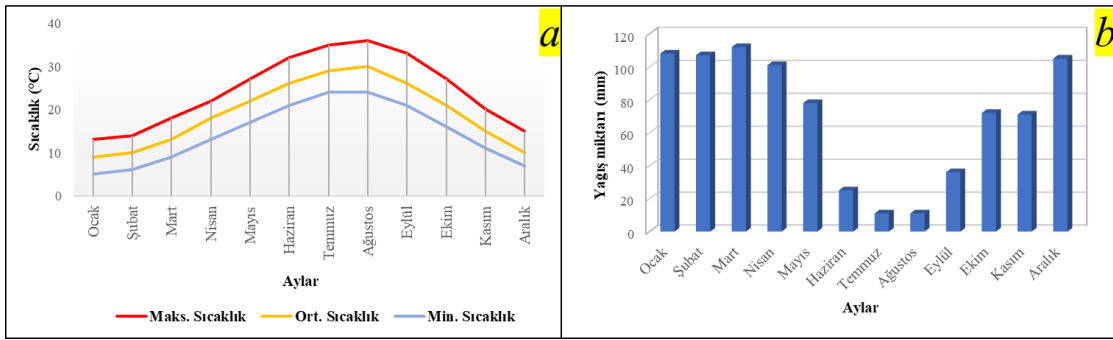 a
40
30
20
10
0
Sıcaklık (°C)
Ocak
Şubat
Mart
Nisan
Mayıs
Haziran
Temmuz
Ağustos
Eylül
Ekim
Kasım
Aralık
Aylar
Maks. Sıcaklık
Ort. Sıcaklık
Min. Sıcaklık
b
120
100
80
60
40
20
0
Yağış miktarı (mm)
Ocak
Şubat
Mart
Nisan
Mayıs
Haziran
Temmuz
Ağustos
Eylül
Ekim
Kasım
Aralık
Aylar